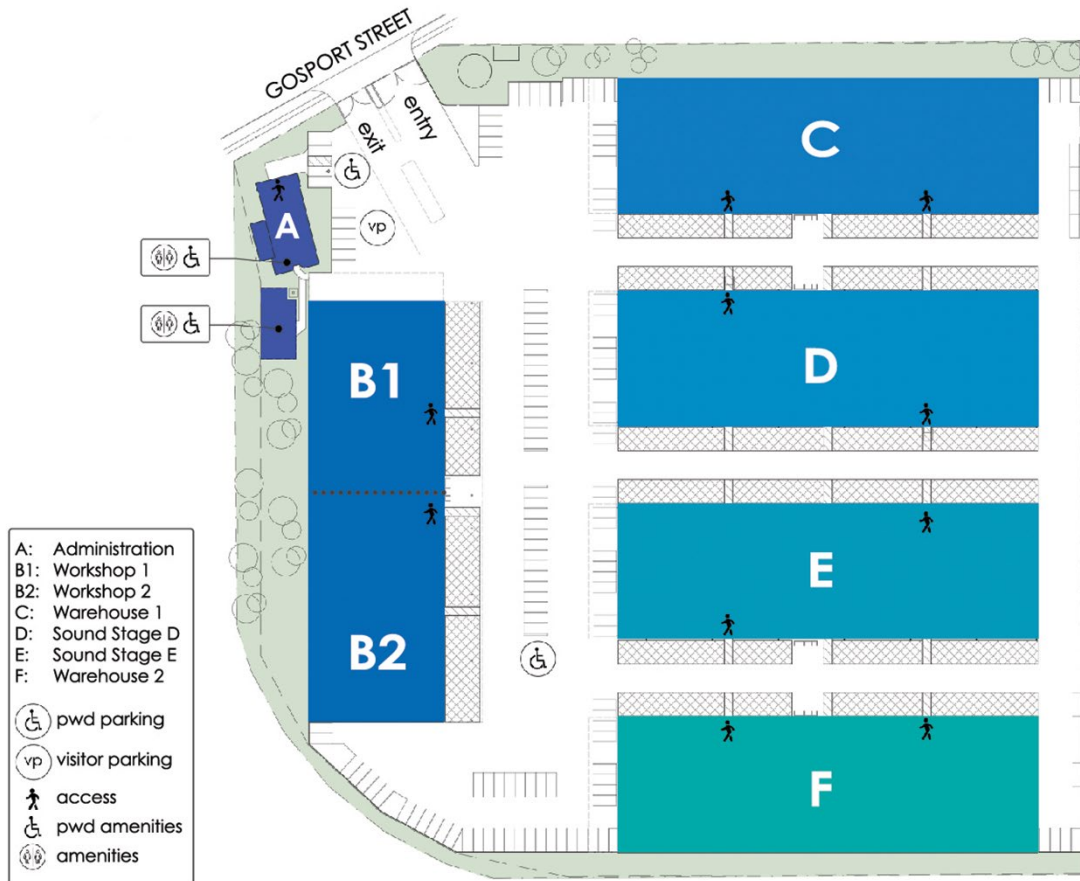 GOSPORT STREET
entry
exit
C
A
vp
D
B1
E
B2
F
A: Administration
B1: Workshop 1
B2: Workshop 2
C: Warehouse 1
D: Sound Stage D
E: Sound Stage E
F: Warehouse 2
pwd parking
vp visitor parking
access
pwd amenities
amenities